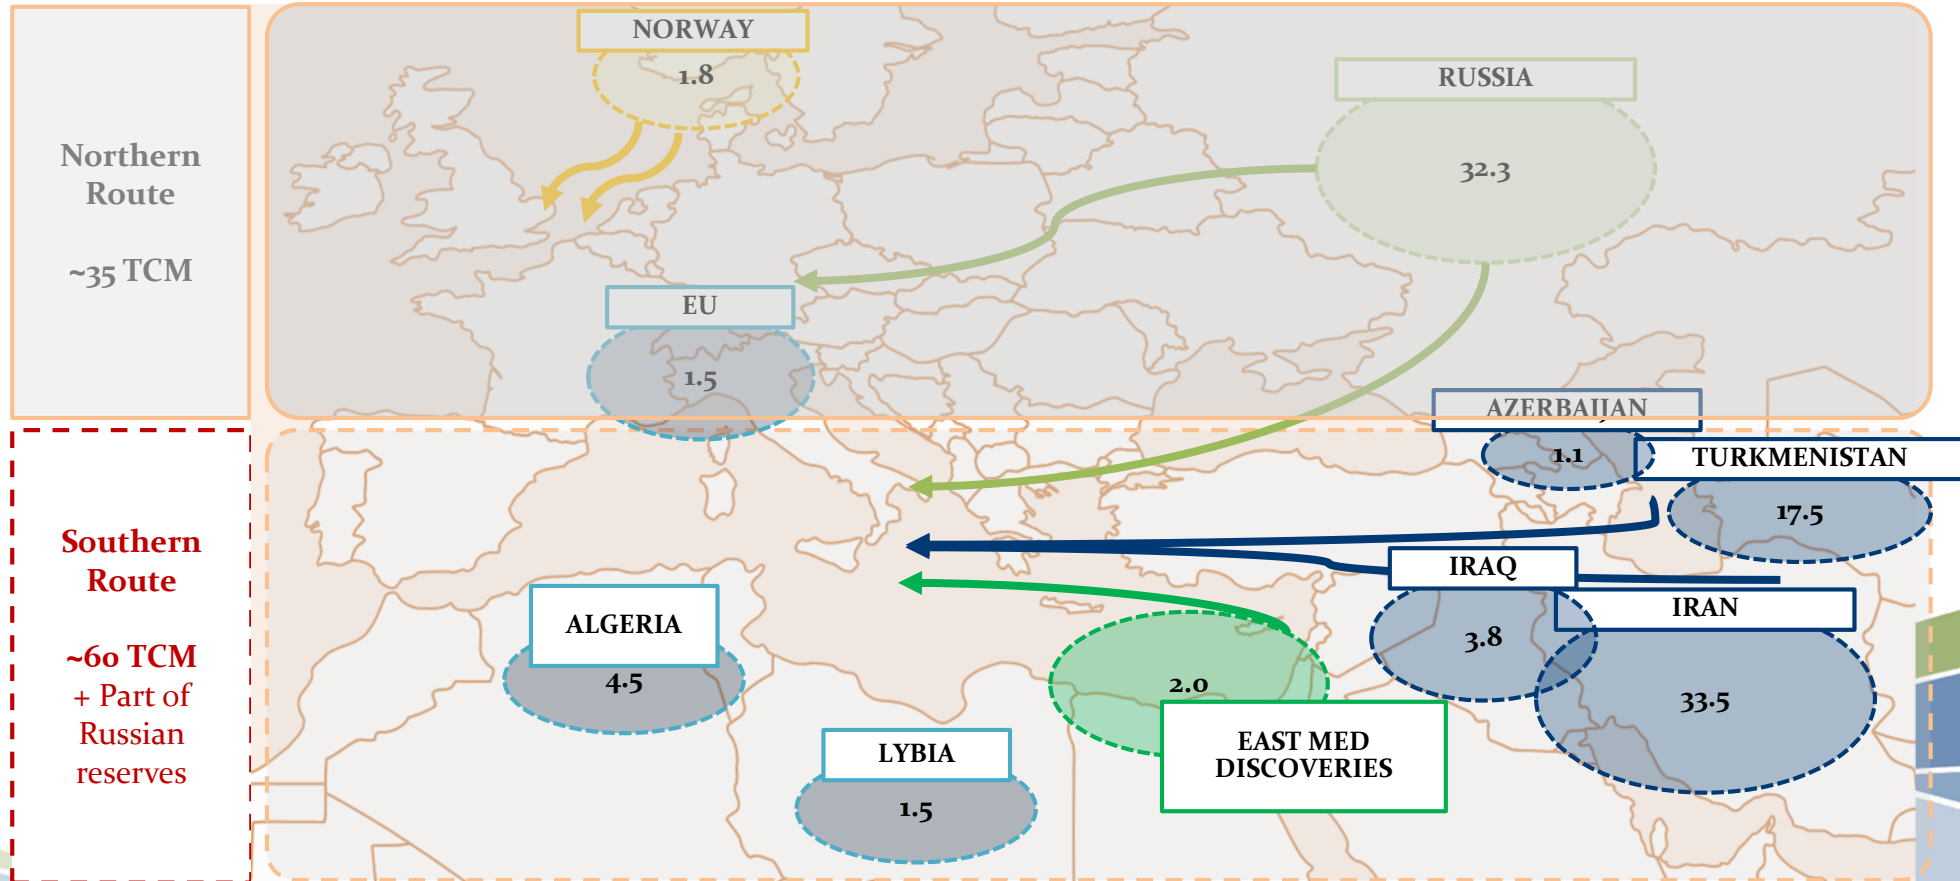 Northern
Route
~35 TCM
NORWAY
1.8
RUSSIA
32.3
EU
1.5
Southern
Route
~60 TCM
+ Part of
Russian
reserves
AZERBAIJAN
1.1
TURKMENISTAN
17.5
IRAQ
3.8
IRAN
33.5
ALGERIA
4.5
2.0
EAST MED
DISCOVERIES
LYBIA
1.5